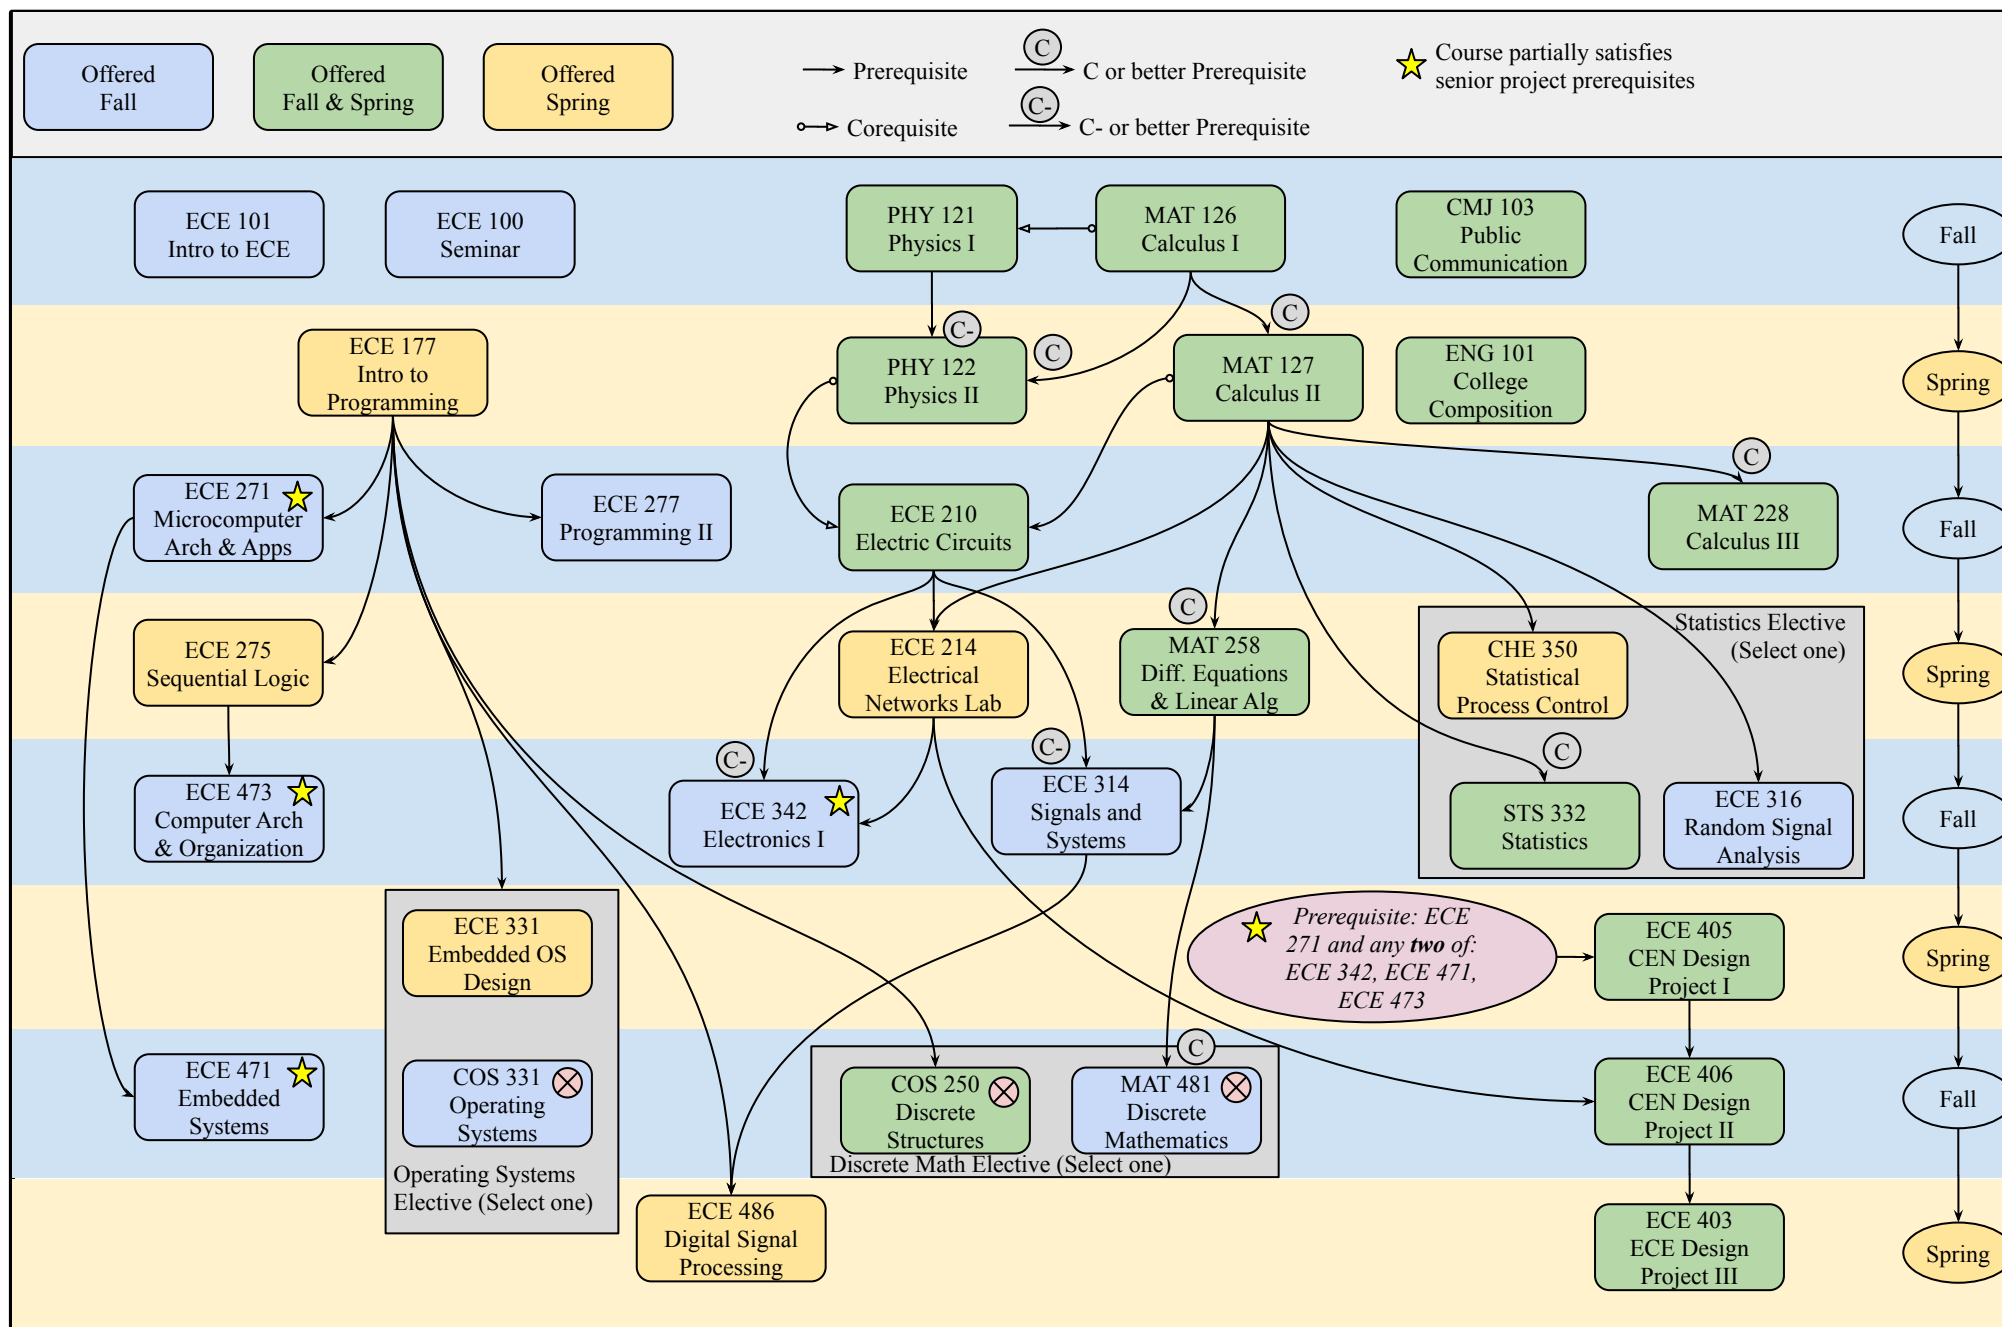 Offered
Fall
Offered
Fall & Spring
Offered
Spring
Prerequisite
Corequisite
C
C or better Prerequisite
C-
C- or better Prerequisite
Course partially satisfies
senior project prerequisites
ECE 101
Intro to ECE
ECE 100
Seminar
PHY 121
Physics I
MAT 126
Calculus I
CMJ 103
Public
Communication
Fall
ECE 177
Intro to
Programming
C-
PHY 122
Physics II
C
C
MAT 127
Calculus II
ENG 101
College
Composition
Spring
ECE 271
Microcomputer
Arch & Apps
ECE 277
Programming II
ECE 210
Electric Circuits
C
MAT 228
Calculus III
Fall
ECE 275
Sequential Logic
ECE 214
Electrical
Networks Lab
C
MAT 258
Diff. Equations
& Linear Alg
Statistics Elective
(Select one)
CHE 350
Statistical
Process Control
Spring
ECE 473
Computer Arch
& Organization
C-
ECE 342
Electronics I
C-
ECE 314
Signals and
Systems
C
STS 332
Statistics
ECE 316
Random Signal
Analysis
Fall
ECE 331
Embedded OS
Design
Prerequisite: ECE
271 and any two of:
ECE 342, ECE 471,
ECE 473
ECE 405
CEN Design
Project I
Spring
ECE 471
Embedded
Systems
COS 331
Operating
Systems
Operating Systems
Elective (Select one)
COS 250
Discrete
Structures
C
MAT 481
Discrete
Mathematics
Discrete Math Elective (Select one)
ECE 406
CEN Design
Project II
Fall
ECE 486
Digital Signal
Processing
ECE 403
ECE Design
Project III
Spring